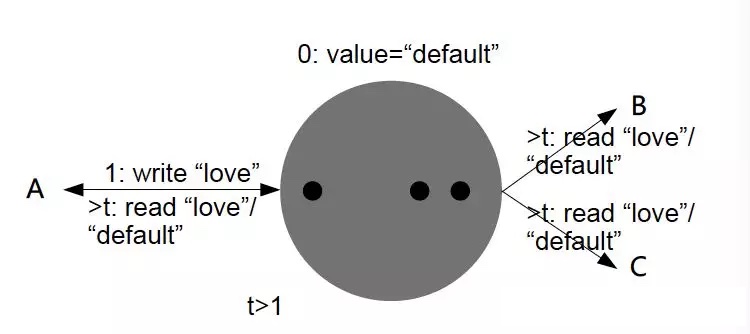 0: value=“default”
A
1: write “love”
>t: read “love”/
“default”
B
>t: read “love”/
“default”
>t: read “love”/
“default”
C
t>1